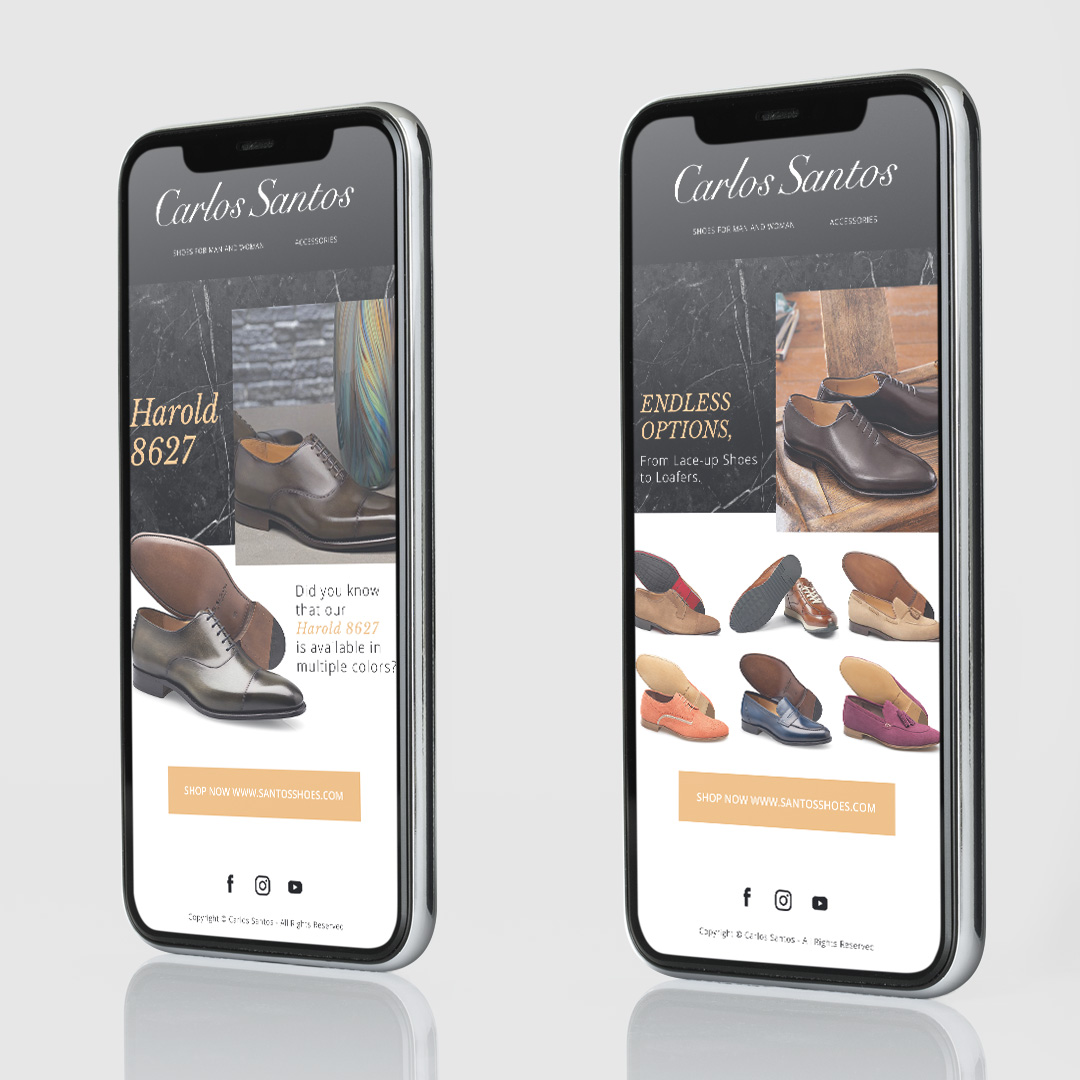 Carlos Santos
SHOES FOR MAN AND WOMAN
ACCESSORIES
Harold
8627
Did you know
that our
Harold 8627
is available in
multiple colors?
SHOP NOW WWW.SANTOSSHOES.COM
Copyright © Carlos Santos - All Rights Reserved
Carlos Santos
SHOES FOR MAN AND WOMAN
ACCESSORIES
ENDLESS
OPTIONS,
From Lace-up Shoes
to Loafers.
SHOP NOW WWW.SANTOSSHOES.COM
Copyright © Carlos Santos - All Rights Reserved